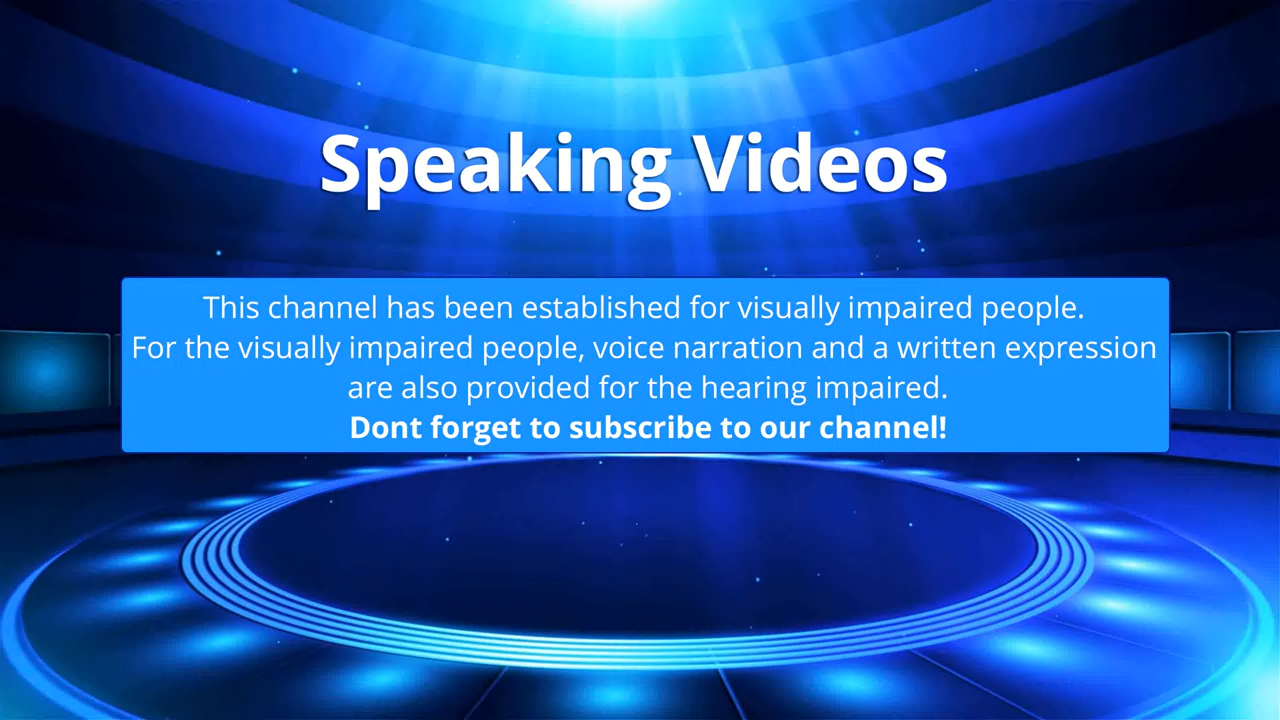 Speaking Videos
This channel has been established for visually impaired people.
For the visually impaired people, voice narration and a written expression
are also provided for the hearing impaired.
Dont forget to subscribe to our channel!